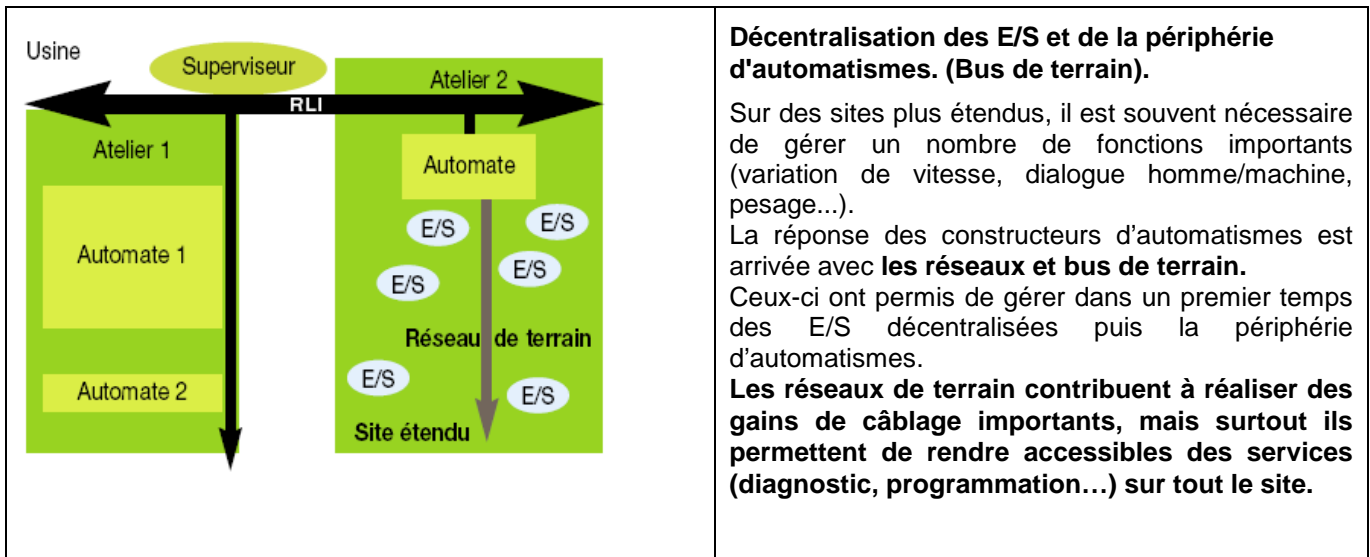 Usine
Superviseur
Atelier 2
RLI
Atelier 1
Automate
Automate 1
E/S
E/S
E/S
E/S
Réseau de terrain
Automate 2
E/S
E/S
Site étendu
Décentralisation des E/S et de la périphérie
d'automatismes. (Bus de terrain).
Sur des sites plus étendus, il est souvent nécessaire
de gérer un nombre de fonctions importants
(variation de vitesse, dialogue homme/machine,
pesage...).
La réponse des constructeurs d’automatismes est
arrivée avec les réseaux et bus de terrain.
Ceux-ci ont permis de gérer dans un premier temps
des E/S décentralisées puis la périphérie
d’automatismes.
Les réseaux de terrain contribuent à réaliser des
gains de câblage importants, mais surtout ils
permettent de rendre accessibles des services
(diagnostic, programmation…) sur tout le site.